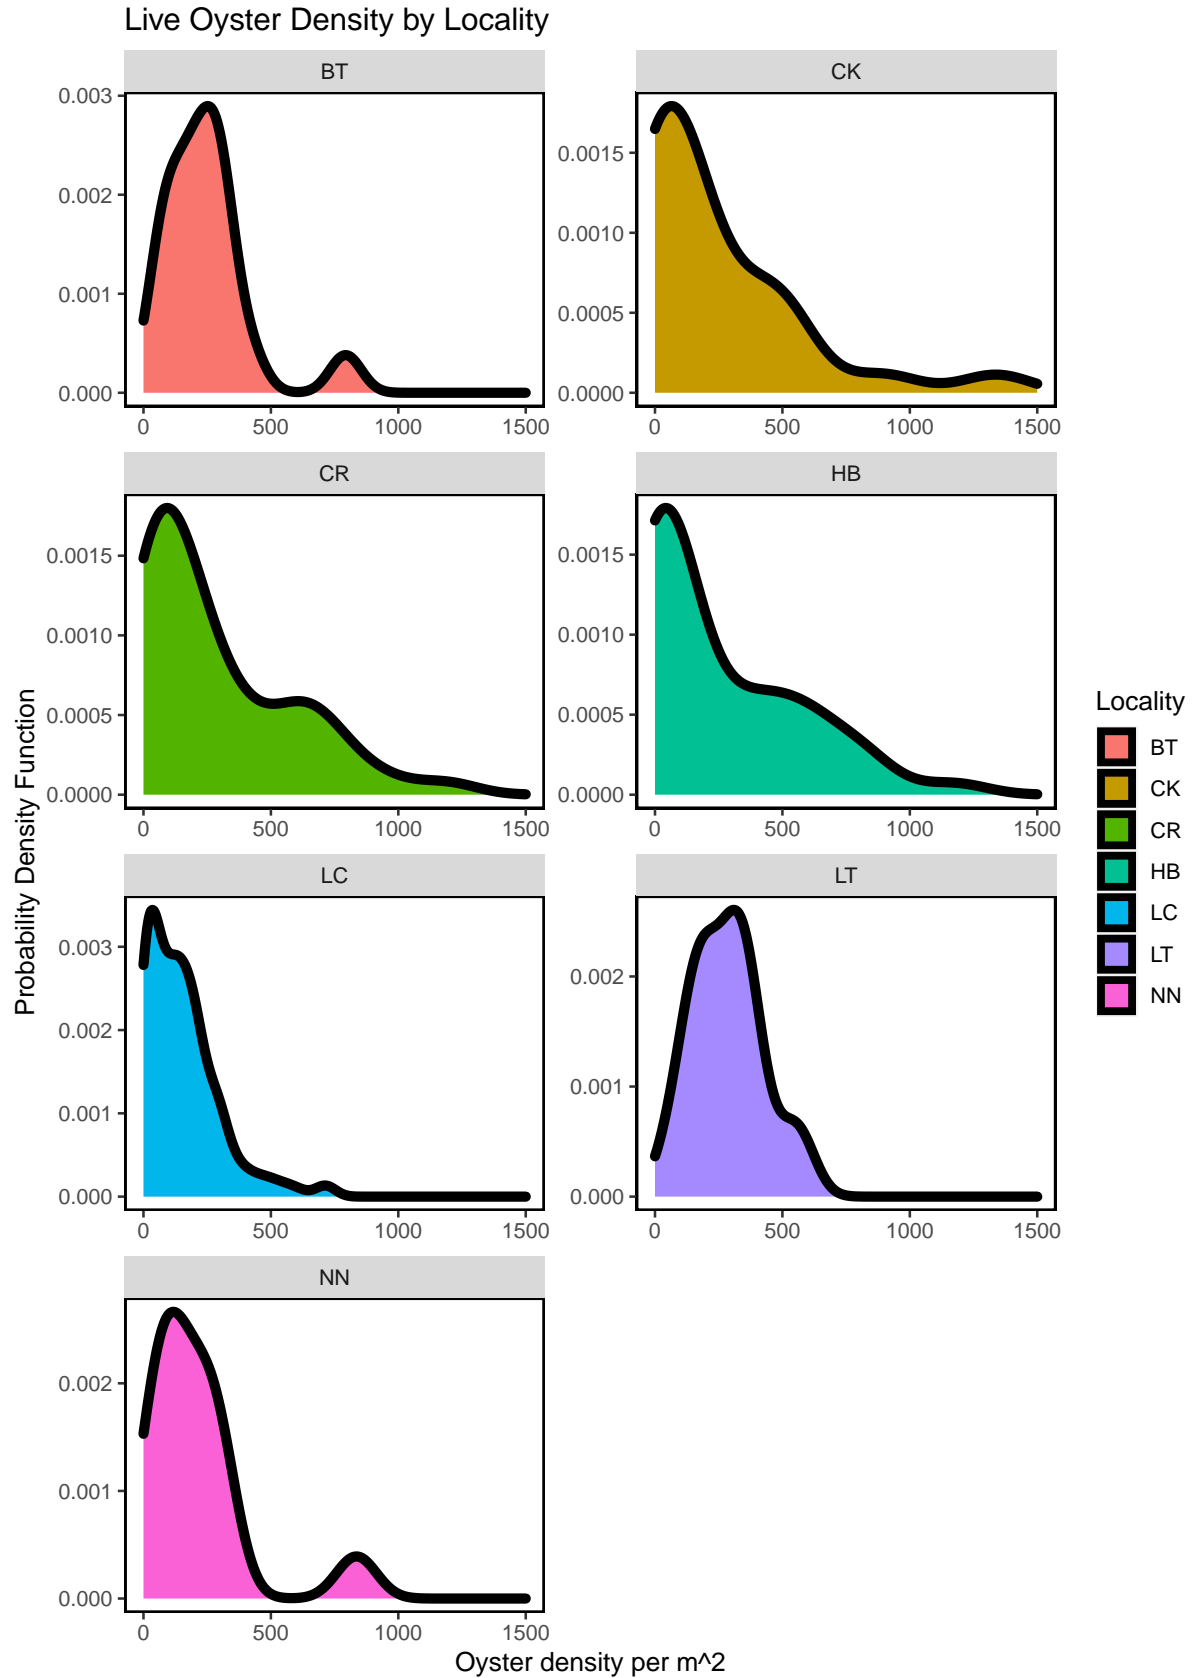 Live Oyster Density by Locality
BT
CK
0.003
0.002
0.001
0.000
0.0015
0.0010
0.0005
0.0000
0 500 1000 1500
0 500 1000 1500
CR
HB
0.0015
0.0010
0.0005
0.0000
0.0015
0.0010
0.0005
0.0000
0 500 1000 1500
0 500 1000 1500
LC
LT
0.003
0.002
0.001
0.000
0.002
0.001
0.000
0 500 1000 1500
0 500 1000 1500
NN
0.002
0.001
0.000
0 500 1000 1500
Oyster density per m^2
Probability Density Function
Locality
BT
CK
CR
HB
LC
LT
NN